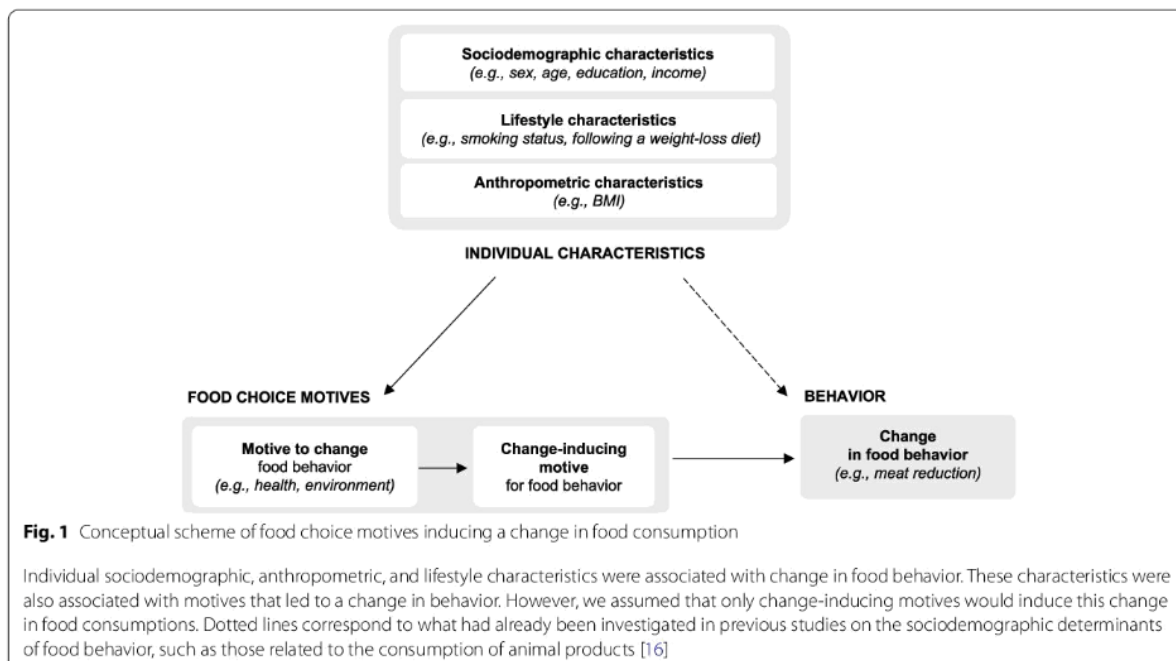 Sociodemographic characteristics
(e.g., sex, age, education, income)
Lifestyle characteristics
(e.g., smoking status, following a weight-loss diet)
Anthropometric characteristics
(e.g., BMI)
INDIVIDUAL CHARACTERISTICS
FOOD CHOICE MOTIVES
Motive to change
food behavior
(e.g., health, environment)
Change-inducing
motive
for food behavior
BEHAVIOR
Change
in food behavior
(e.g., meat reduction)
Fig. 1 Conceptual scheme of food choice motives inducing a change in food consumption
Individual sociodemographic, anthropometric, and lifestyle characteristics were associated with change in food behavior. These characteristics were
also associated with motives that led to a change in behavior. However, we assumed that only change-inducing motives would induce this change
in food consumptions. Dotted lines correspond to what had already been investigated in previous studies on the sociodemographic determinants
of food behavior, such as those related to the consumption of animal products [16]